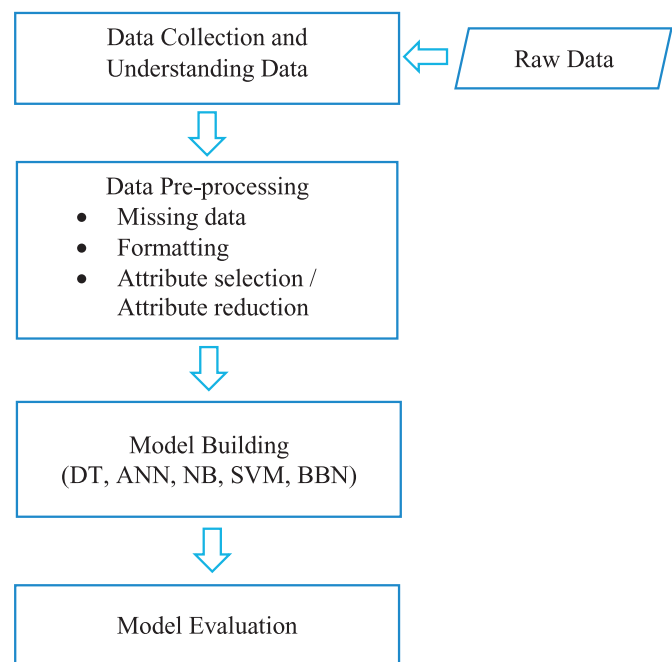 Data Collection and
Understanding Data
Raw Data
Data Pre-processing
• Missing data
• Formatting
• Attribute selection /
Attribute reduction
Model Building
(DT, ANN, NB, SVM, BBN)
Model Evaluation